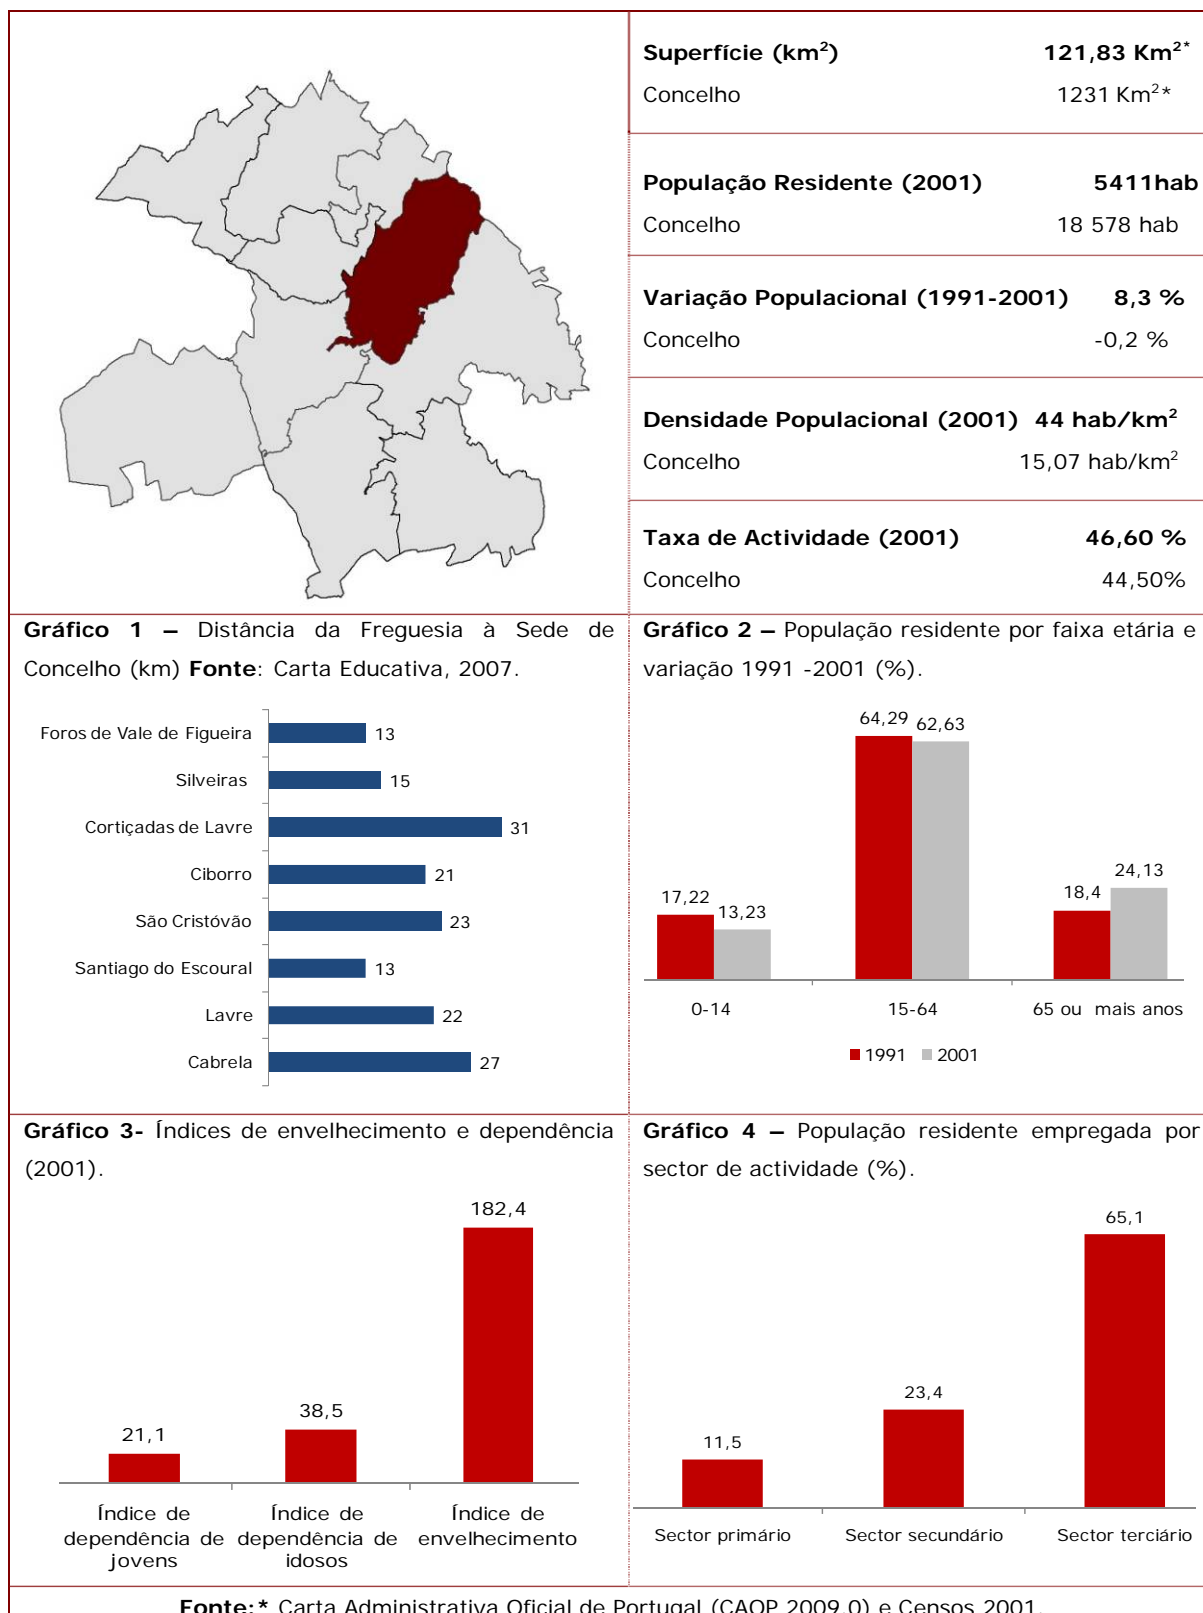 Superfície (km²) 121,83 Km²*
Concelho 1231 Km²*
População Residente (2001) 5411hab
Concelho 18 578 hab
Variação Populacional (1991-2001) 8,3 %
Concelho -0,2 %
Densidade Populacional (2001) 44 hab/km²
Concelho 15,07 hab/km²
Taxa de Actividade (2001) 46,60 %
Concelho 44,50%
Gráfico 1 – Distância da Freguesia à Sede de
Concelho (km) Fonte: Carta Educativa, 2007.
Foros de Vale de Figueira 13
Silveiras 15
Cortiçadas de Lavre 31
Ciborro 21
São Cristóvão 23
Santiago do Escoural 13
Lavre 22
Cabrela 27
Gráfico 2 – População residente por faixa etária e
variação 1991 -2001 (%).
64,29 62,63
17,22 13,23
18,4 24,13
0-14 15-64 65 ou mais anos
1991 2001
Gráfico 3- Índices de envelhecimento e dependência
(2001).
182,4
38,5
21,1
Índice de dependência de jovens
Índice de dependência de idosos
Índice de envelhecimento
Gráfico 4 – População residente empregada por
sector de actividade (%).
65,1
23,4
11,5
Sector primário Sector secundário Sector terciário
Fonte:* Carta Administrativa Oficial de Portugal (CAOP 2009.0) e Censos 2001.